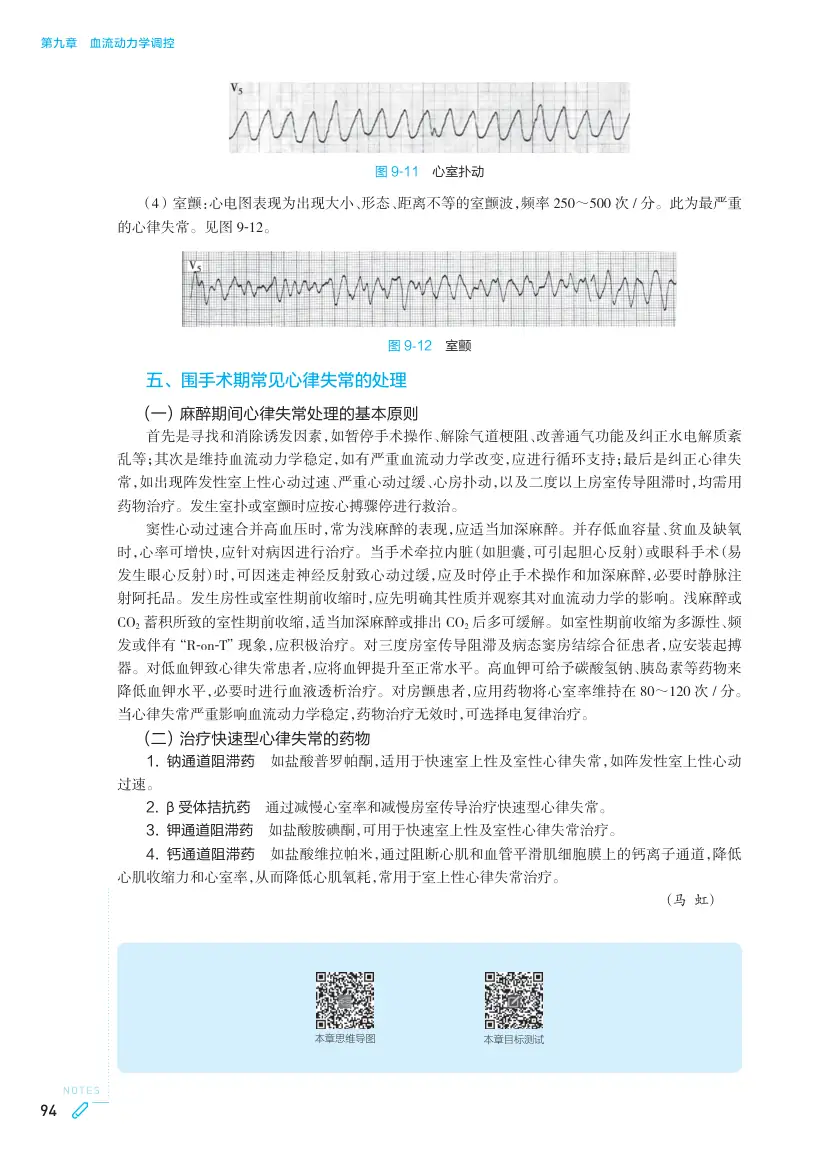 第九章 血流动力学调控
V5
图 9-11 心室扑动
（4）室颤：心电图表现为出现大小、形态、距离不等的室颤波，频率 250～500 次 / 分。此为最严重
的心律失常。见图 9-12。
V5
图 9-12 室颤
五、围手术期常见心律失常的处理
（一）麻醉期间心律失常处理的基本原则
首先是寻找和消除诱发因素，如暂停手术操作、解除气道梗阻、改善通气功能及纠正水电解质紊
乱等；其次是维持血流动力学稳定，如有严重血流动力学改变，应进行循环支持；最后是纠正心律失
常，如出现阵发性室上性心动过速、严重心动过缓、心房扑动，以及二度以上房室传导阻滞时，均需用
药物治疗。发生室扑或室颤时应按心搏骤停进行救治。
窦性心动过速合并高血压时，常为浅麻醉的表现，应适当加深麻醉。并存低血容量、贫血及缺氧
时，心率可增快，应针对病因进行治疗。当手术牵拉内脏（如胆囊，可引起胆心反射）或眼科手术（易
发生眼心反射）时，可因迷走神经反射致心动过缓，应及时停止手术操作和加深麻醉，必要时静脉注
射阿托品。发生房性或室性期前收缩时，应先明确其性质并观察其对血流动力学的影响。浅麻醉或
CO₂ 蓄积所致的室性期前收缩，适当加深麻醉或排出 CO₂ 后多可缓解。如室性期前收缩为多源性、频
发或伴有 “R-on-T” 现象，应积极治疗。对三度房室传导阻滞及病态窦房结综合征患者，应安装起搏
器。对低血钾致心律失常患者，应将血钾提升至正常水平。高血钾可给予碳酸氢钠、胰岛素等药物来
降低血钾水平，必要时进行血液透析治疗。对房颤患者，应用药物将心室率维持在 80～120 次 / 分。
当心律失常严重影响血流动力学稳定，药物治疗无效时，可选择电复律治疗。
（二）治疗快速型心律失常的药物
1. 钠通道阻滞药 如盐酸普罗帕酮，适用于快速室上性及室性心律失常，如阵发性室上性心动
过速。
2. β 受体拮抗药 通过减慢心室率和减慢房室传导治疗快速型心律失常。
3. 钾通道阻滞药 如盐酸胺碘酮，可用于快速室上性及室性心律失常治疗。
4. 钙通道阻滞药 如盐酸维拉帕米，通过阻断心肌和血管平滑肌细胞膜上的钙离子通道，降低
心肌收缩力和心室率，从而降低心肌氧耗，常用于室上性心律失常治疗。
（马 虹）
本章思维导图
本章目标测试
NOTES
94